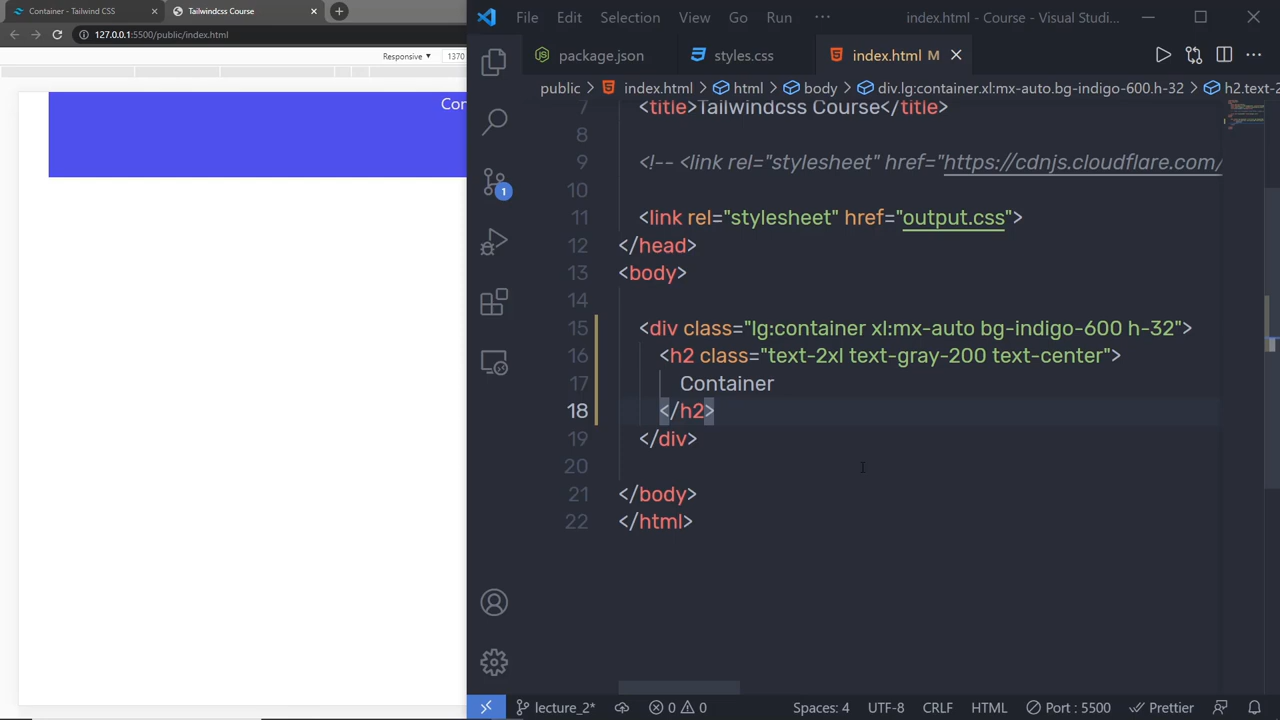 Container - Tailwind CSS
Tailwindcss Course
127.0.0.1:5500/public/index.html
Responsive
1370
Con
File Edit Selection View Go Run ··· index.html - Course - Visual Studi...
package.json styles.css index.html M
public > index.html > html > body > div.lg:container.xl:mx-auto.bg-indigo-600.h-32 > h2.text-2
7 <title>Tailwindcss Course</title>
8
9 <!-- <link rel="stylesheet" href="https://cdnjs.cloudflare.com/
10
11 <link rel="stylesheet" href="output.css">
12 </head>
13 <body>
14
15 <div class="lg:container xl:mx-auto bg-indigo-600 h-32">
16 <h2 class="text-2xl text-gray-200 text-center">
17 Container
18 </h2>
19 </div>
20
21 </body>
22 </html>
1
lecture_2* 0 0 Spaces: 4 UTF-8 CRLF HTML Port : 5500 Prettier